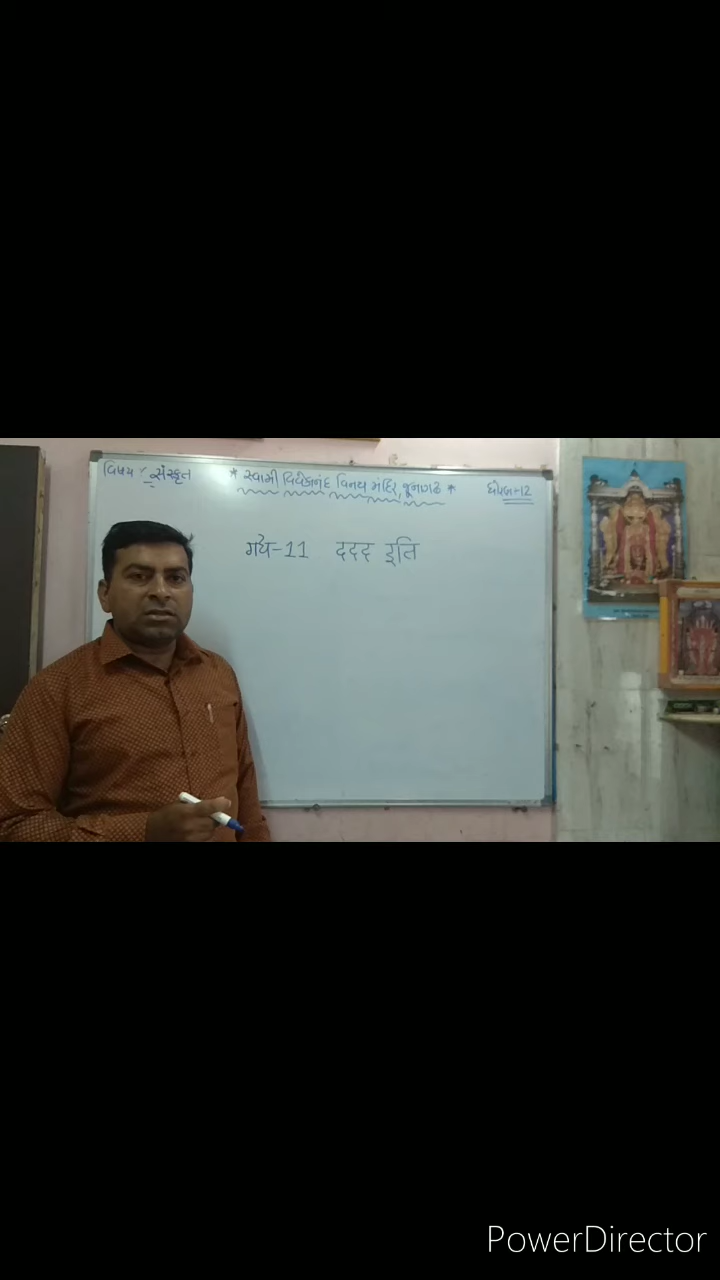 વિષય : સંસ્કૃત
* સ્વામી વિવેકાનંદ વિનય મંદિર, જૂનાગઢ *
ધોરણ-12
गद्य-11 ददद इति
PowerDirector